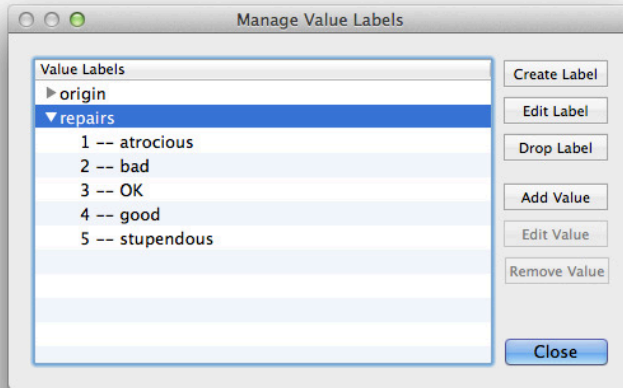 Manage Value Labels
Value Labels
origin
repairs
1 -- atrocious
2 -- bad
3 -- OK
4 -- good
5 -- stupendous
Create Label
Edit Label
Drop Label
Add Value
Edit Value
Remove Value
Close